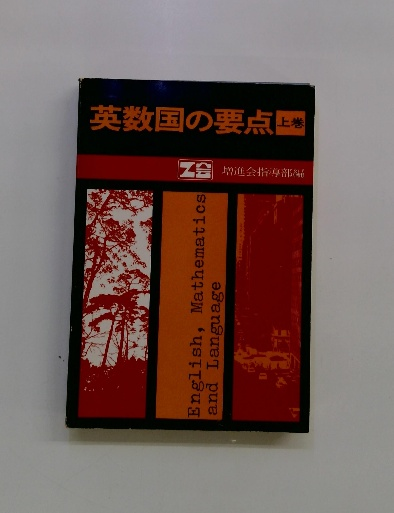 英数国の要点 上巻
Z会 増進会指導部編
English, Mathematics
and Language